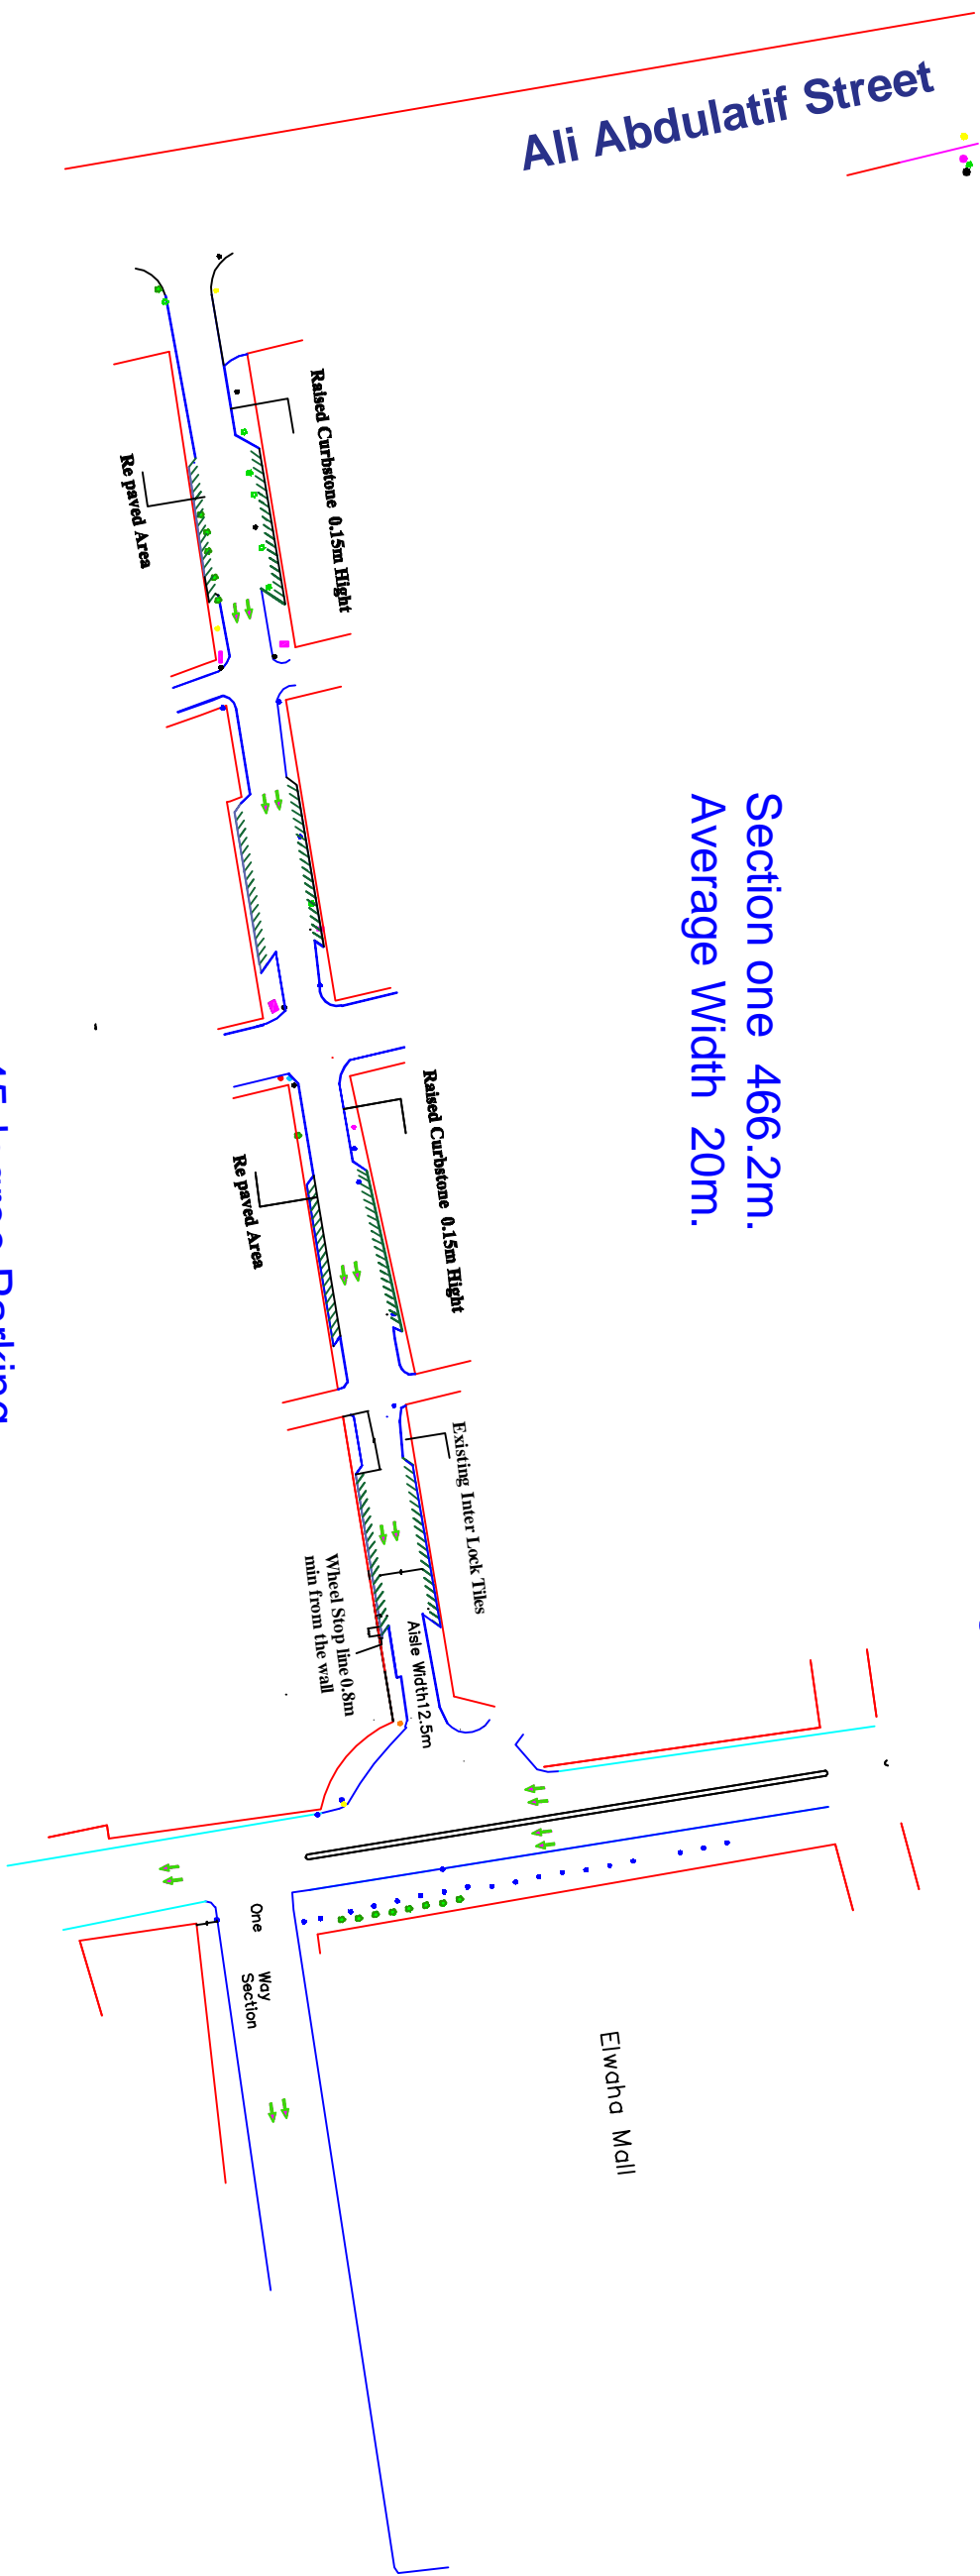 Ali Abdulatif Street
Raised Curbstone 0.15m Hight
Re paved Area
Section one 466.2m.
Average Width 20m.
Raised Curbstone 0.15m Hight
Re paved Area
Existing Inter Lock Tiles
Wheel Stop line 0.8m
min from the wall
Aisle Width12.5m
One
Way
Section
Elwaha Mall